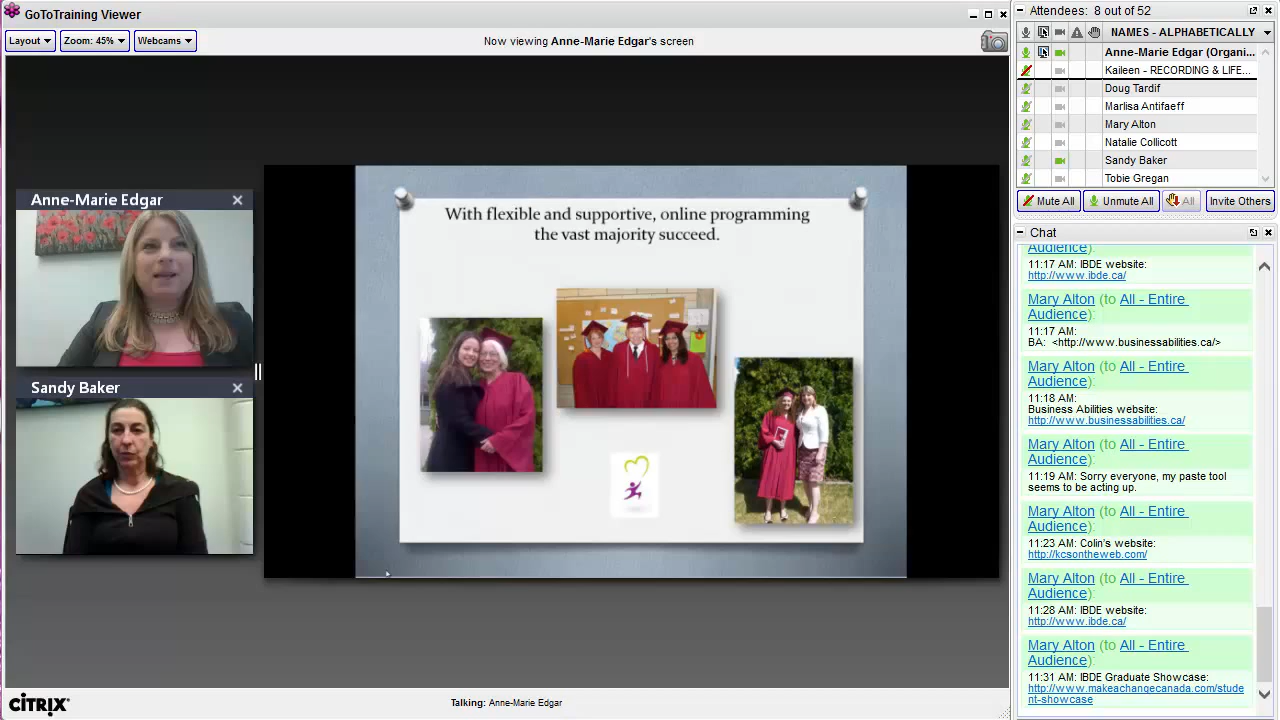 GoToTraining Viewer
Layout
Zoom: 45%
Webcams
Now viewing Anne-Marie Edgar's screen
Anne-Marie Edgar
Sandy Baker
With flexible and supportive, online programming
the vast majority succeed.
CİTRIX
Talking: Anne-Marie Edgar
Attendees: 8 out of 52
NAMES - ALPHABETICALLY
Anne-Marie Edgar (Organi...
Kaileen - RECORDING & LIFE...
Doug Tardif
Marlisa Antifaeff
Mary Alton
Natalie Collicott
Sandy Baker
Tobie Gregan
Mute All
Unmute All
All
Invite Others
Chat
Audience):
11:17 AM: IBDE website:
http://www.ibde.ca/
Mary Alton (to All - Entire
Audience):
11:17 AM:
BA: <http://www.businessabilities.ca/>
Mary Alton (to All - Entire
Audience):
11:18 AM:
Business Abilities website:
http://www.businessabilities.ca/
Mary Alton (to All - Entire
Audience):
11:19 AM: Sorry everyone, my paste tool
seems to be acting up.
Mary Alton (to All - Entire
Audience):
11:23 AM: Colin's website:
http://kcsontheweb.com/
Mary Alton (to All - Entire
Audience):
11:28 AM: IBDE website:
http://www.ibde.ca/
Mary Alton (to All - Entire
Audience):
11:31 AM: IBDE Graduate Showcase:
http://www.makeachangecanada.com/stude
nt-showcase